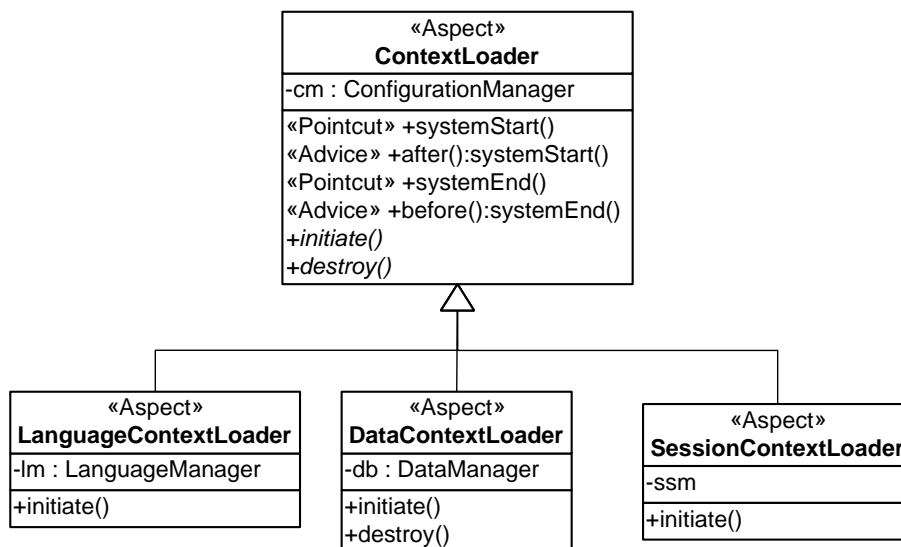 «Aspect»
ContextLoader
-cm : ConfigurationManager
«Pointcut» +systemStart()
«Advice» +after():systemStart()
«Pointcut» +systemEnd()
«Advice» +before():systemEnd()
+initiate()
+destroy()
«Aspect»
LanguageContextLoader
-lm : LanguageManager
+initiate()
«Aspect»
DataContextLoader
-db : DataManager
+initiate()
+destroy()
«Aspect»
SessionContextLoader
-ssm
+initiate()